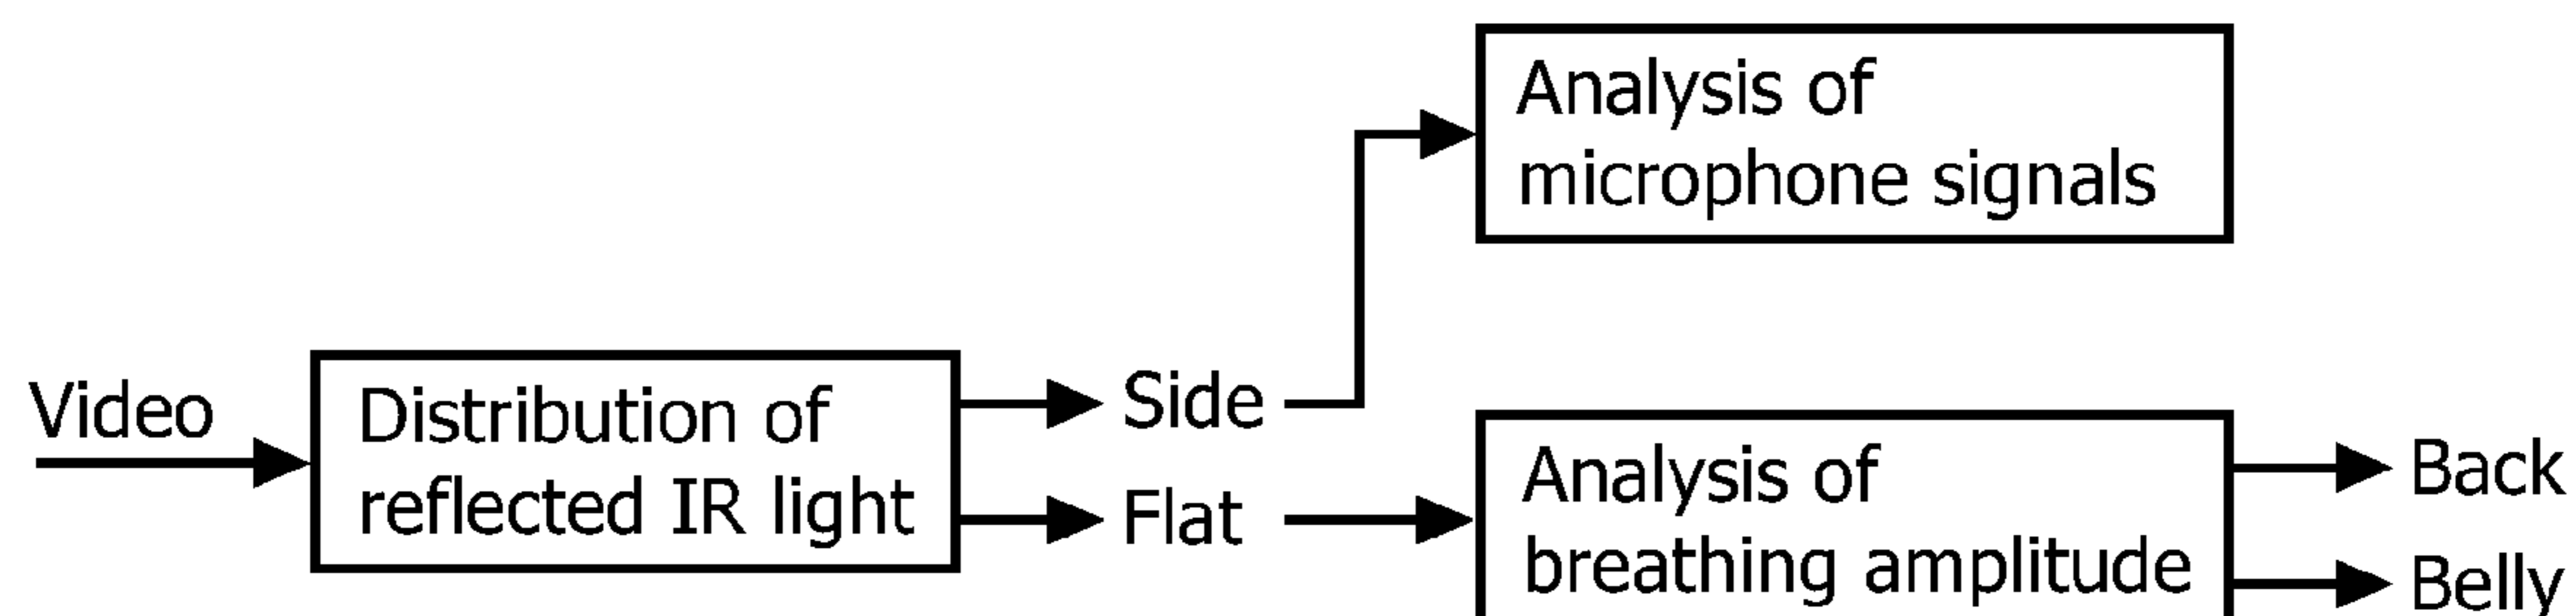 Analysis of
microphone signals
Video
Distribution of
reflected IR light
Side
Flat
Analysis of
breathing amplitude
Back
Belly